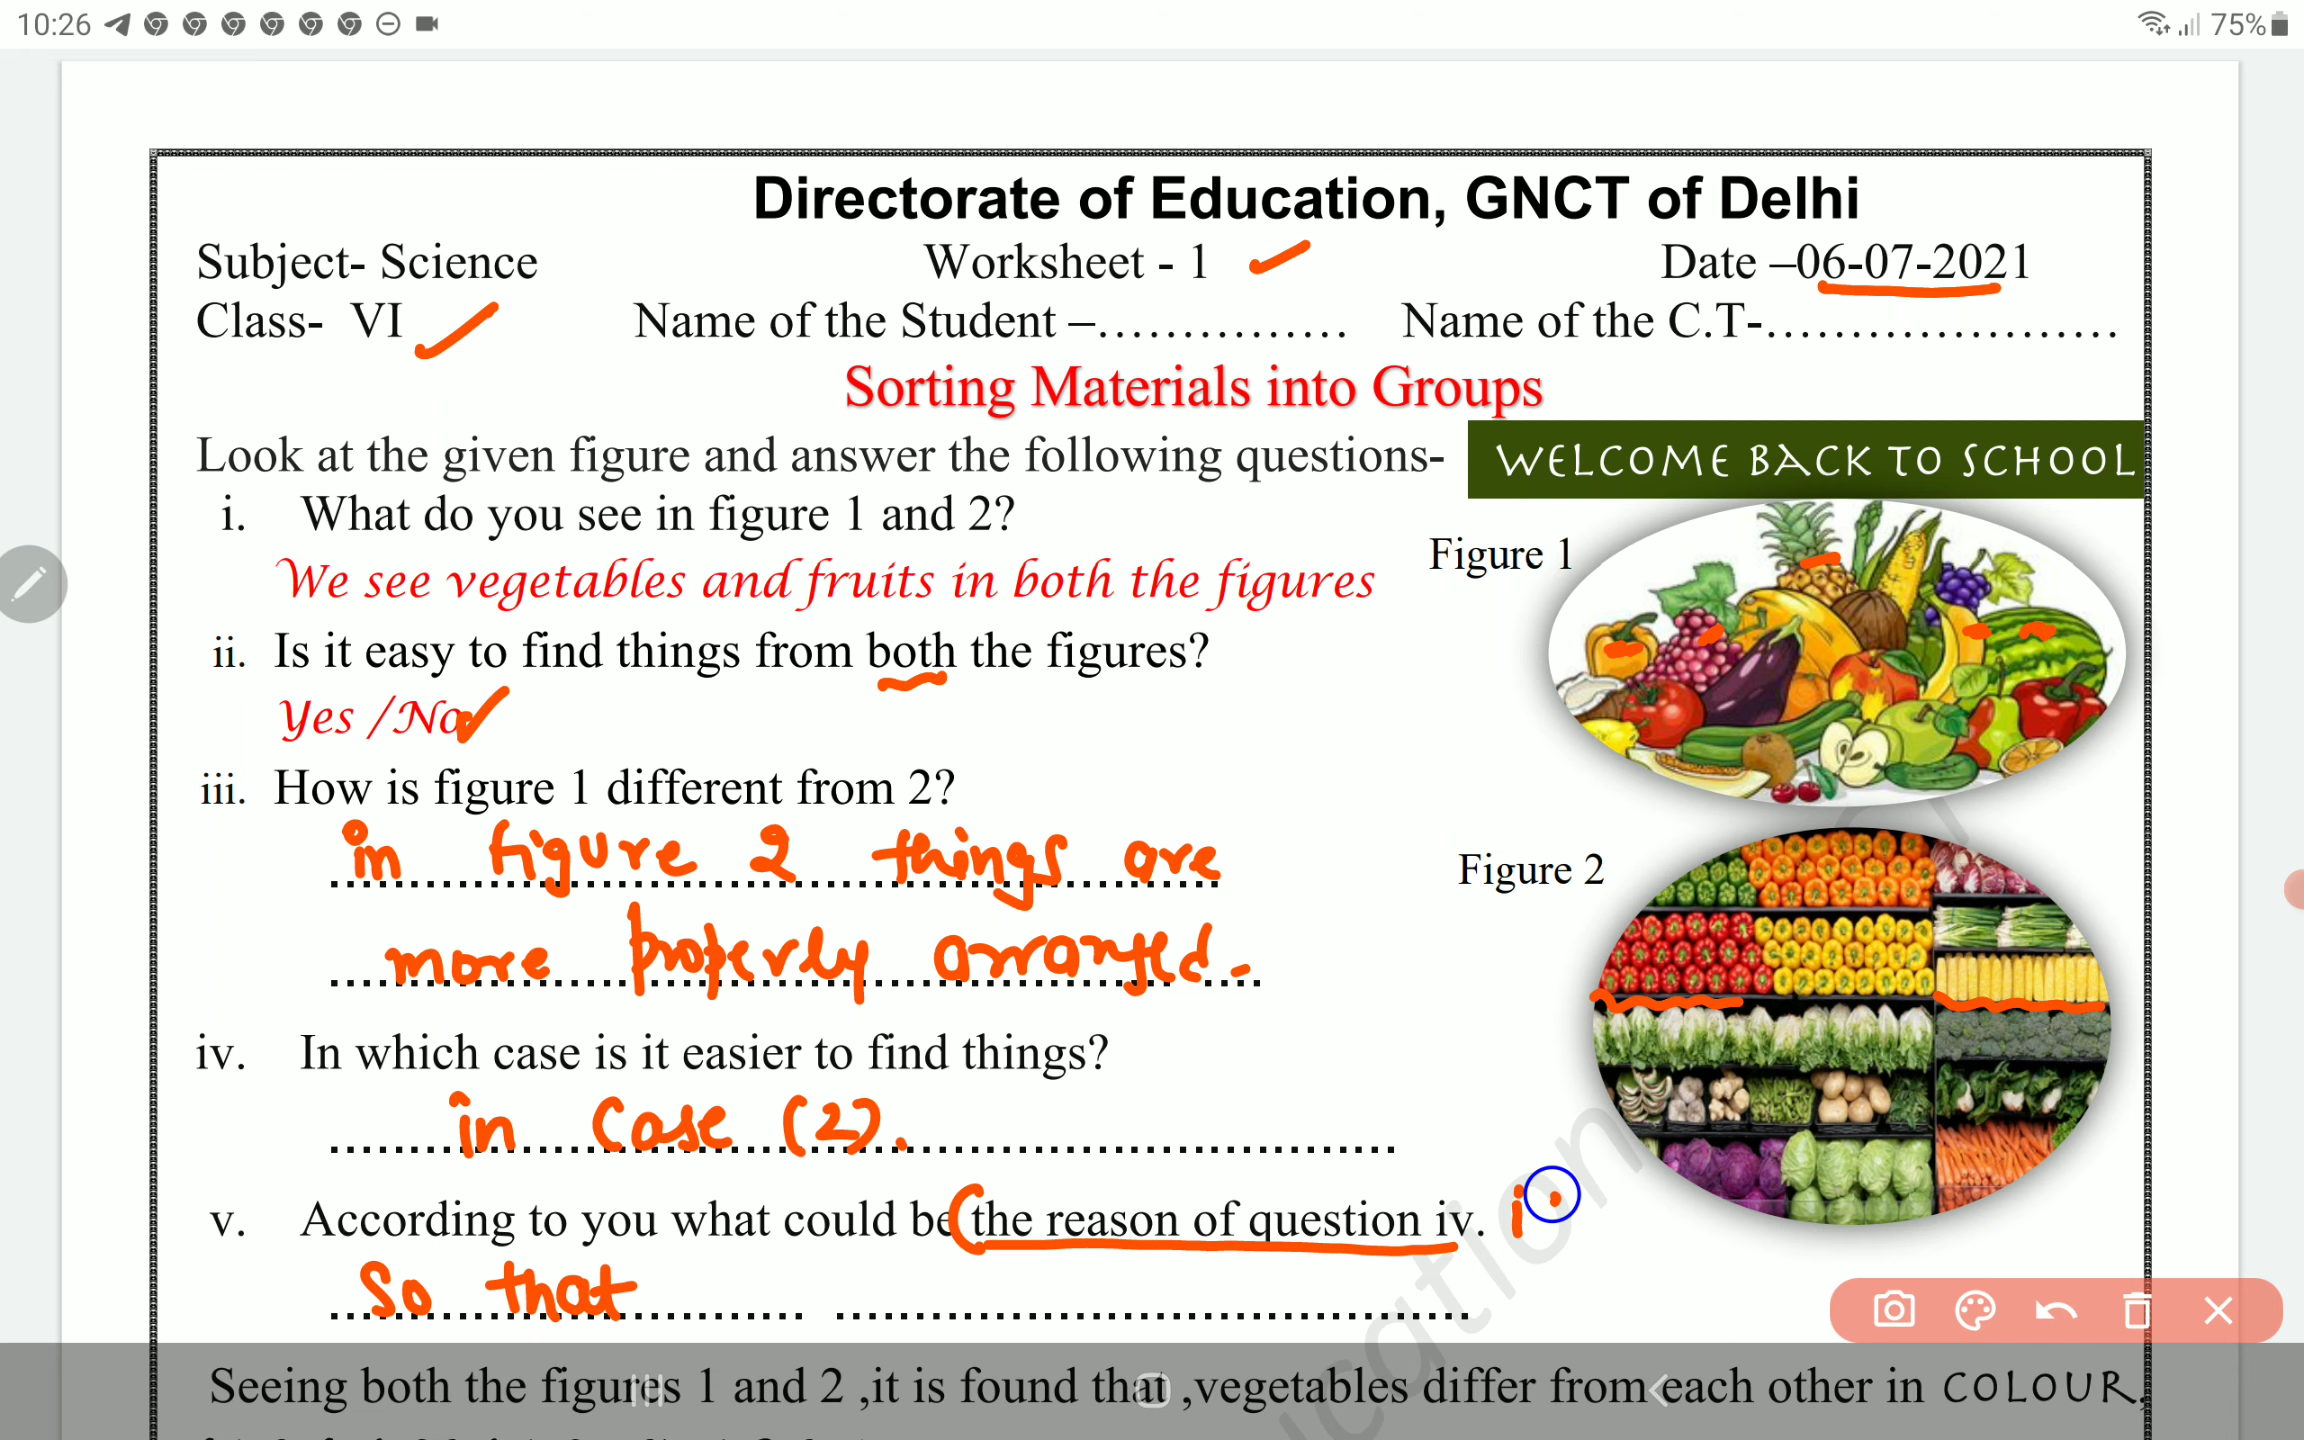 10:26 75%
Directorate of Education, GNCT of Delhi
Subject- Science Worksheet - 1 Date –06-07-2021
Class- VI Name of the Student –............... Name of the C.T-.....................
Sorting Materials into Groups
Look at the given figure and answer the following questions-
WELCOME BACK TO SCHOOL
i. What do you see in figure 1 and 2?
Figure 1
We see vegetables and fruits in both the figures
ii. Is it easy to find things from both the figures?
Yes /No
iii. How is figure 1 different from 2?
in figure 2 things are
Figure 2
more properly arranged.
iv. In which case is it easier to find things?
in Case (2).
v. According to you what could be the reason of question iv.
So that
Seeing both the figures 1 and 2 ,it is found that ,vegetables differ from each other in COLOUR,